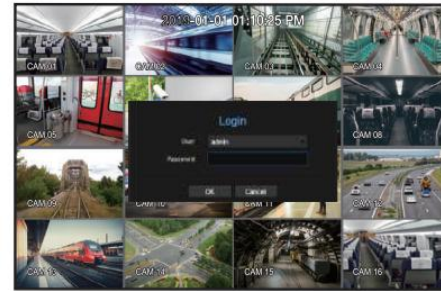 2019-01-01 01:10:25 PM
CAM 01 CAM 02 CAM 03 CAM 04
CAM 05 CAM 08
Login
User admin
Password
OK Cancel
CAM 09 CAM 10 CAM 11 CAM 12
CAM 13 CAM 14 CAM 15 CAM 16